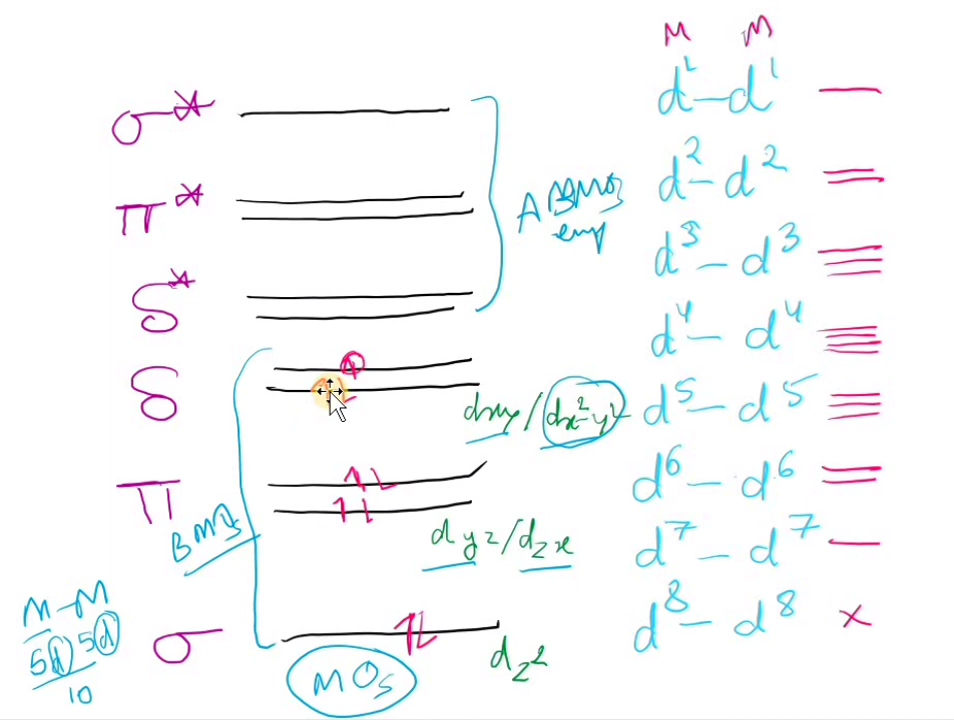 M M
d¹ — d¹
d² — d²
d³ — d³
d⁴ — d⁴
d⁵ — d⁵
d⁶ — d⁶
d⁷ — d⁷
d⁸ — d⁸ ×
σ*
π*
δ*
ABMOs
δ
dxy / dx²-y²
π
BMOs
dyz/dzx
σ
dz²
MOs
M-M
5d 5d
10